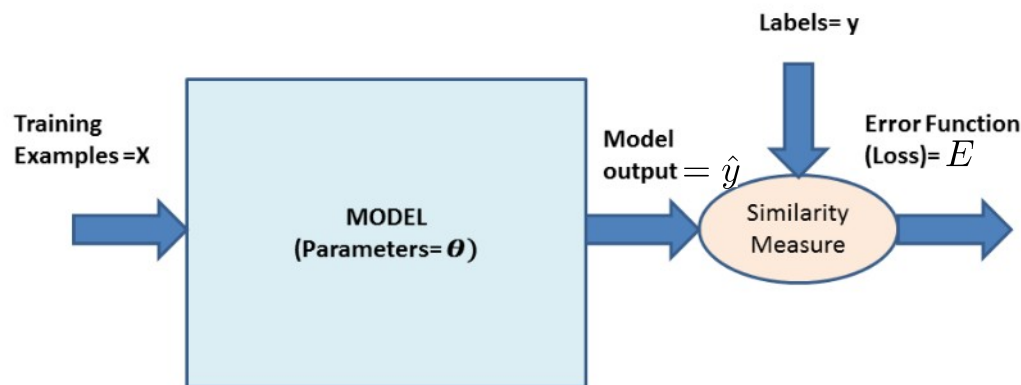 Labels= y
Training
Examples =X
MODEL
(Parameters= θ)
Model
output = ŷ
Similarity
Measure
Error Function
(Loss)= E